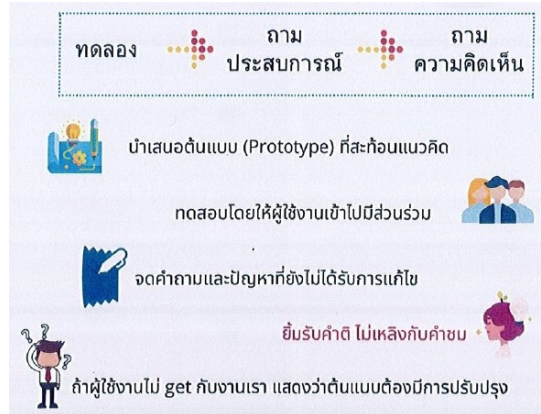 ทดลอง ถาม ประสบการณ์ ถาม ความคิดเห็น
นำเสนอต้นแบบ (Prototype) ที่สะท้อนแนวคิด
ทดสอบโดยให้ผู้ใช้งานเข้าไปมีส่วนร่วม
จดคำถามและปัญหาที่ยังไม่ได้รับการแก้ไข
ยิ้มรับคำติ ไม่เหลิงกับคำชม
ถ้าผู้ใช้งานไม่ get กับงานเรา แสดงว่าต้นแบบต้องมีการปรับปรุง